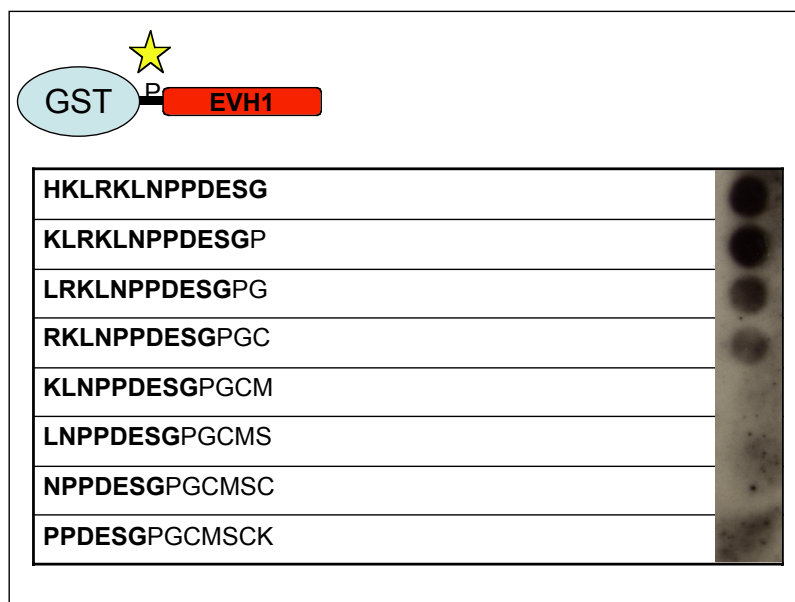 P
GST
EVH1
HKLRKLNPPDESG
KLRKLNPPDESGP
LRKLNPPDESGPG
RKLNPPDESGPGC
KLNPPDESGPGCM
LNPPDESGPGCMS
NPPDESGPGCMSC
PPDESGPGCMSCK